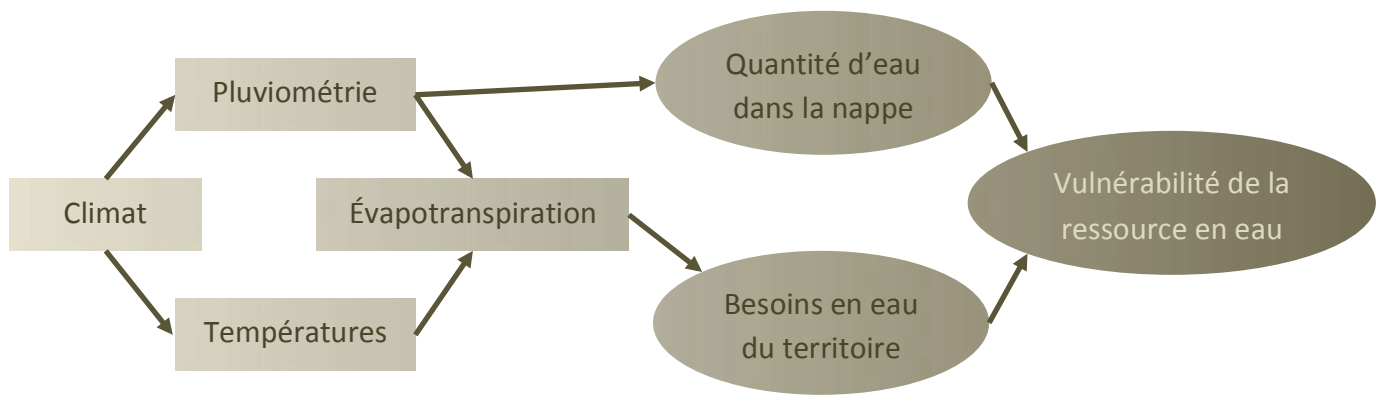 Quantité d’eau
dans la nappe
Pluviométrie
Climat
Évapotranspiration
Vulnérabilité de la
ressource en eau
Températures
Besoins en eau
du territoire